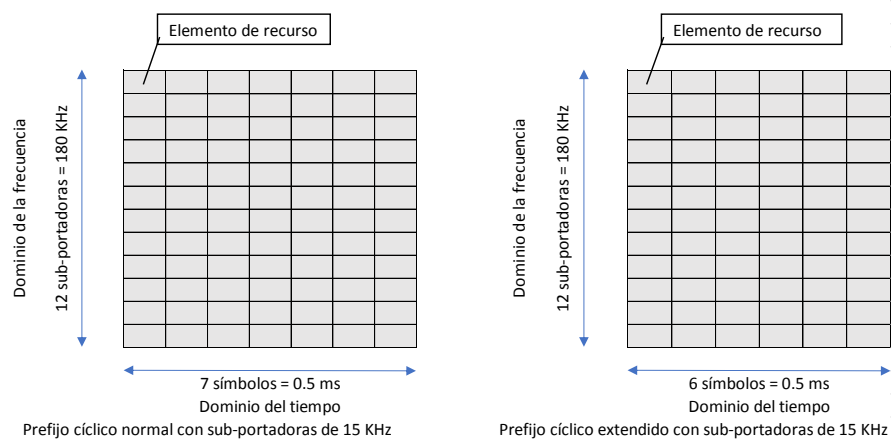 Elemento de recurso
Dominio de la frecuencia
12 sub-portadoras = 180 KHz
7 símbolos = 0.5 ms
Dominio del tiempo
Prefijo cíclico normal con sub-portadoras de 15 KHz
Elemento de recurso
Dominio de la frecuencia
12 sub-portadoras = 180 KHz
6 símbolos = 0.5 ms
Dominio del tiempo
Prefijo cíclico extendido con sub-portadoras de 15 KHz